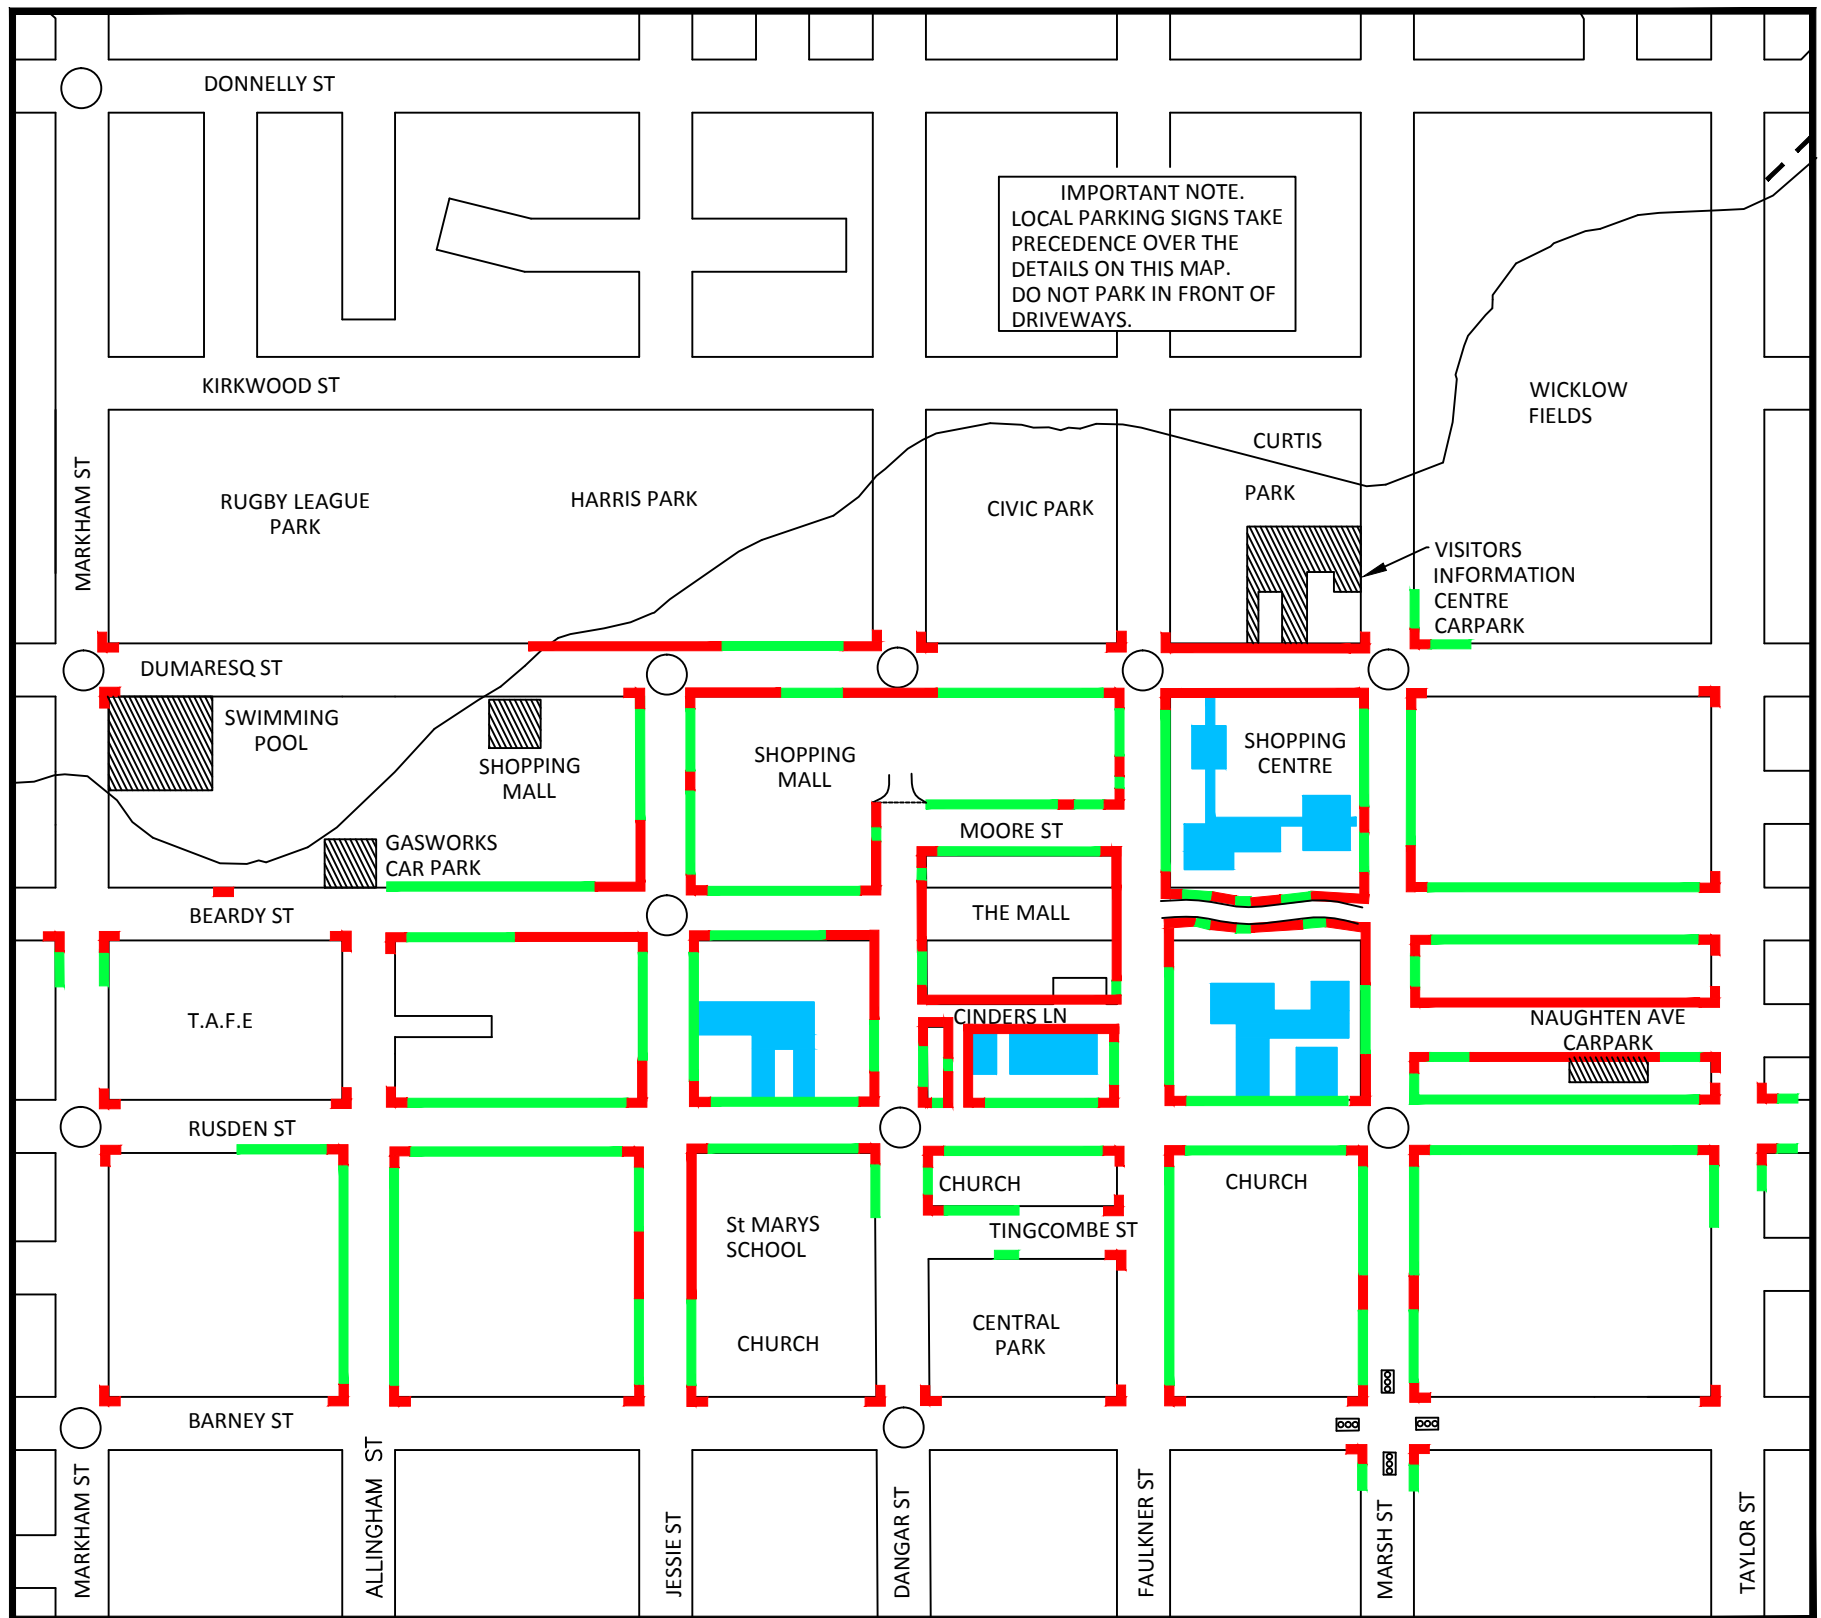 DONNELLY ST
IMPORTANT NOTE.
LOCAL PARKING SIGNS TAKE
PRECEDENCE OVER THE
DETAILS ON THIS MAP.
DO NOT PARK IN FRONT OF
DRIVEWAYS.
KIRKWOOD ST
WICKLOW
FIELDS
CURTIS
PARK
MARKHAM ST
RUGBY LEAGUE
PARK
HARRIS PARK
CIVIC PARK
VISITORS
INFORMATION
CENTRE
CARPARK
DUMARESQ ST
SWIMMING
POOL
SHOPPING
MALL
SHOPPING
MALL
SHOPPING
CENTRE
GASWORKS
CAR PARK
MOORE ST
BEARDY ST
THE MALL
T.A.F.E
CINDERS LN
NAUGHTEN AVE
CARPARK
RUSDEN ST
CHURCH
CHURCH
St MARYS
SCHOOL
TINGCOMBE ST
CHURCH
CENTRAL
PARK
BARNEY ST
MARKHAM ST
ALLINGHAM ST
JESSIE ST
DANGAR ST
FAULKNER ST
MARSH ST
TAYLOR ST